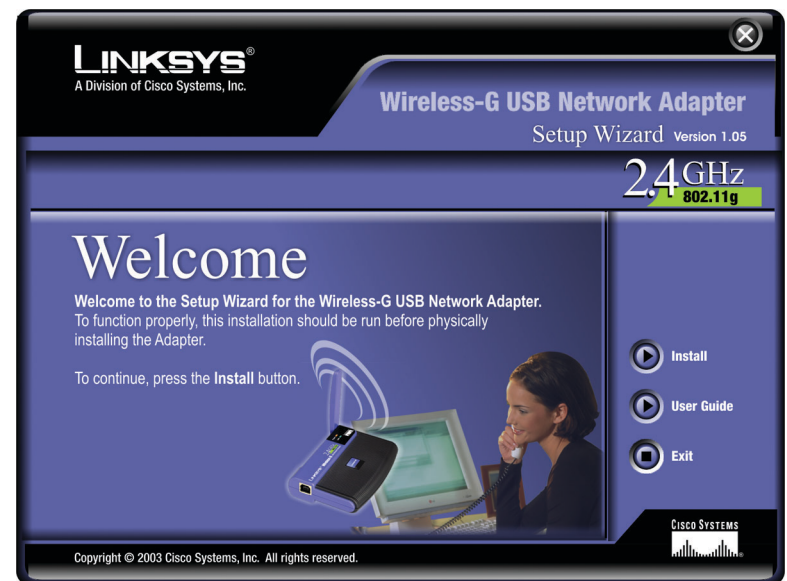 LINKSYS®
A Division of Cisco Systems, Inc.
Wireless-G USB Network Adapter
Setup Wizard Version 1.05
2.4 GHz
802.11g
Welcome
Welcome to the Setup Wizard for the Wireless-G USB Network Adapter.
To function properly, this installation should be run before physically
installing the Adapter.
To continue, press the Install button.
Install
User Guide
Exit
CISCO SYSTEMS
Copyright © 2003 Cisco Systems, Inc. All rights reserved.